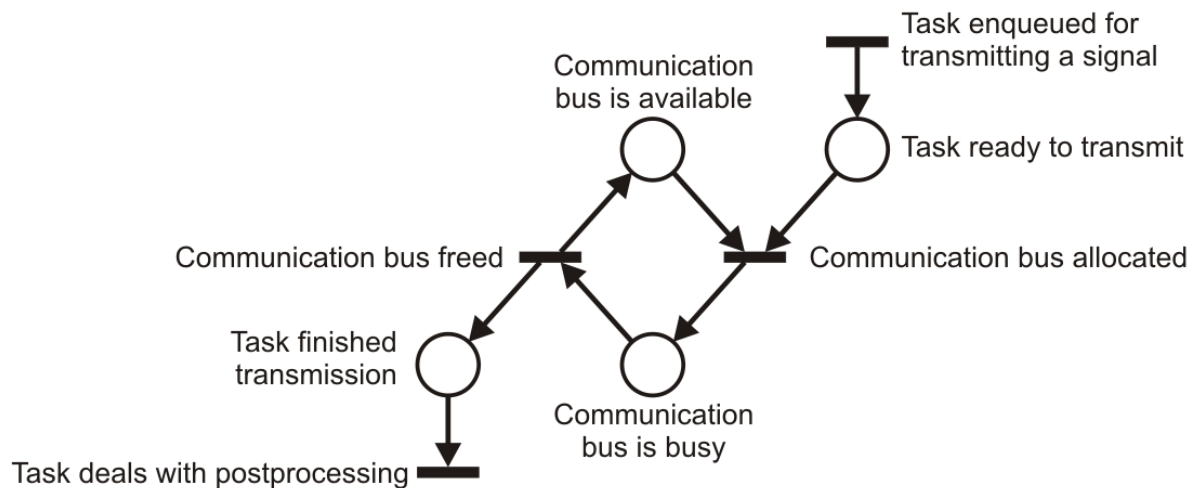 Task enqueued for
transmitting a signal
Communication
bus is available
Task ready to transmit
Communication bus freed
Communication bus allocated
Task finished
transmission
Communication
bus is busy
Task deals with postprocessing